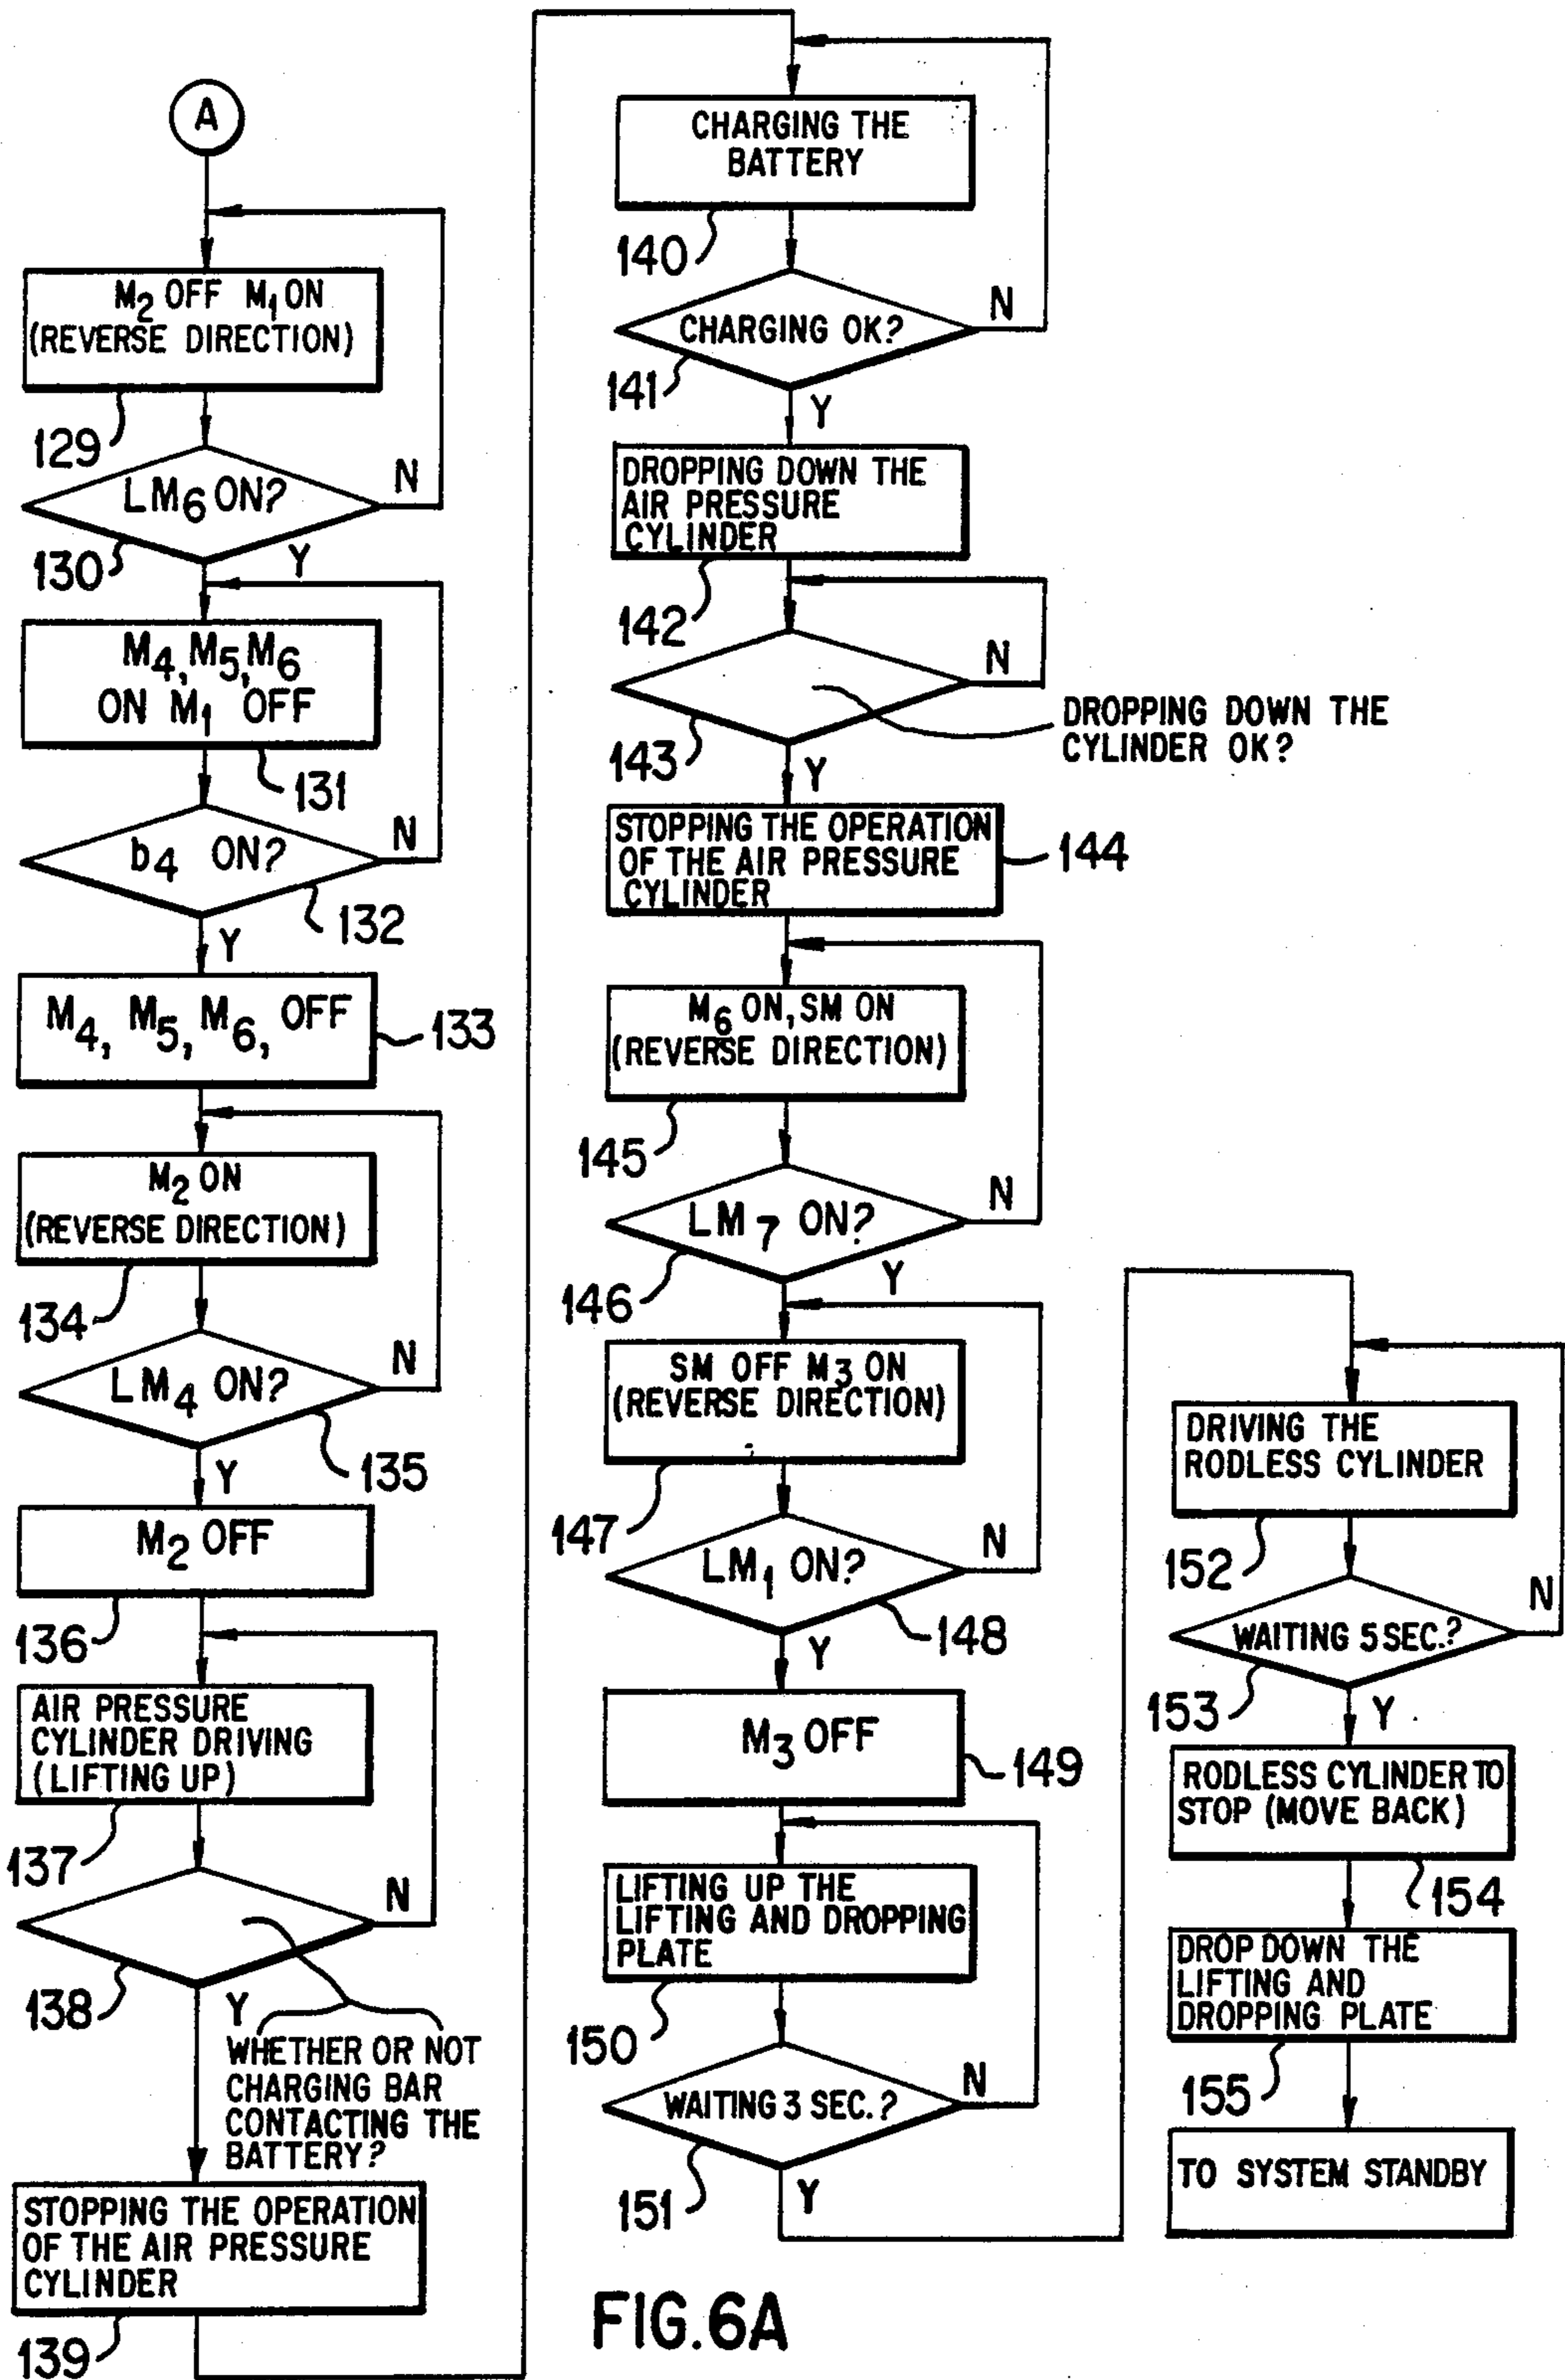 A
M2 OFF M1 ON
(REVERSE DIRECTION)
129
LM6 ON?
N
130
Y
M4, M5, M6
ON M1 OFF
131
b4 ON?
N
132
Y
M4, M5, M6, OFF
133
M2 ON
(REVERSE DIRECTION)
134
LM4 ON?
N
135
Y
M2 OFF
136
AIR PRESSURE
CYLINDER DRIVING
(LIFTING UP)
137
N
138
Y
WHETHER OR NOT
CHARGING BAR
CONTACTING THE
BATTERY?
STOPPING THE OPERATION
OF THE AIR PRESSURE
CYLINDER
139
CHARGING THE
BATTERY
140
CHARGING OK?
N
141
Y
DROPPING DOWN THE
AIR PRESSURE
CYLINDER
142
N
DROPPING DOWN THE
CYLINDER OK?
143
Y
STOPPING THE OPERATION
OF THE AIR PRESSURE
CYLINDER
144
M6 ON, SM ON
(REVERSE DIRECTION)
145
LM7 ON?
N
146
Y
SM OFF M3 ON
(REVERSE DIRECTION)
147
LM1 ON?
N
148
Y
M3 OFF
149
LIFTING UP THE
LIFTING AND DROPPING
PLATE
150
WAITING 3 SEC.?
N
151
Y
DRIVING THE
RODLESS CYLINDER
152
WAITING 5 SEC.?
N
153
Y
RODLESS CYLINDER TO
STOP (MOVE BACK)
154
DROP DOWN THE
LIFTING AND
DROPPING PLATE
155
TO SYSTEM STANDBY
FIG.6A